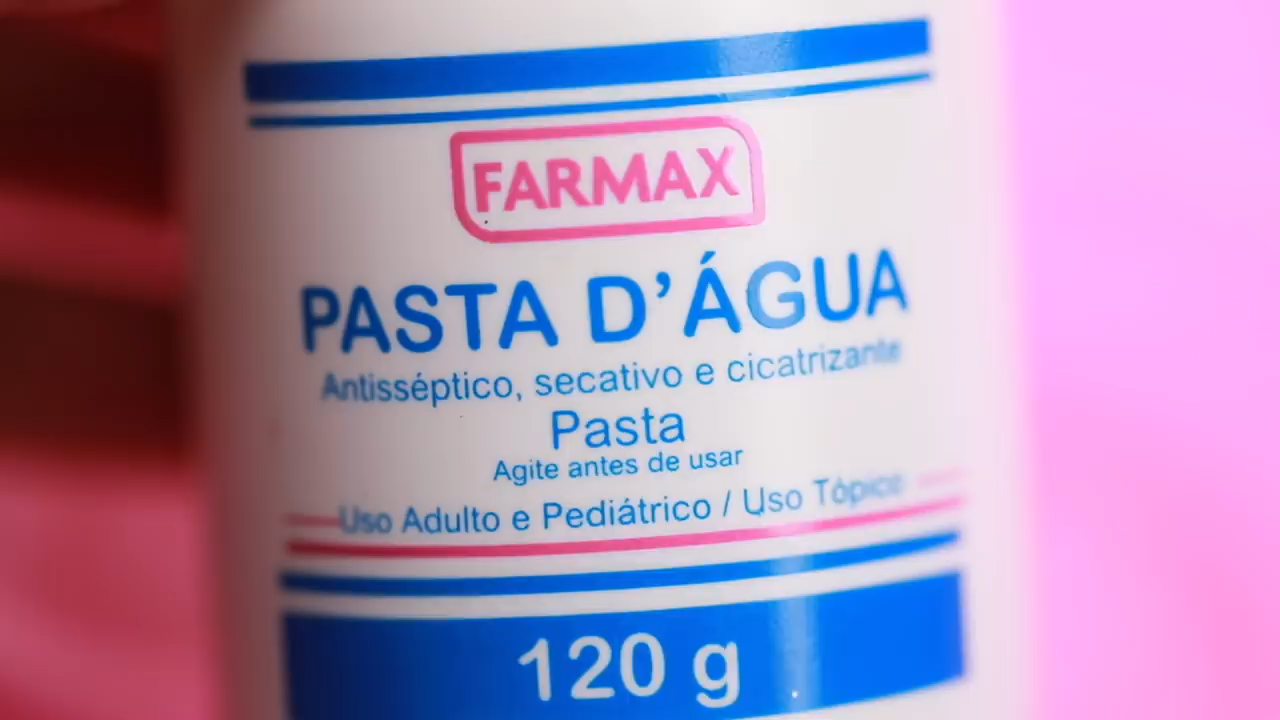 FARMAX
PASTA D'ÁGUA
Antisséptico, secativo e cicatrizante
Pasta
Agite antes de usar
Uso Adulto e Pediátrico / Uso Tópico
120 g